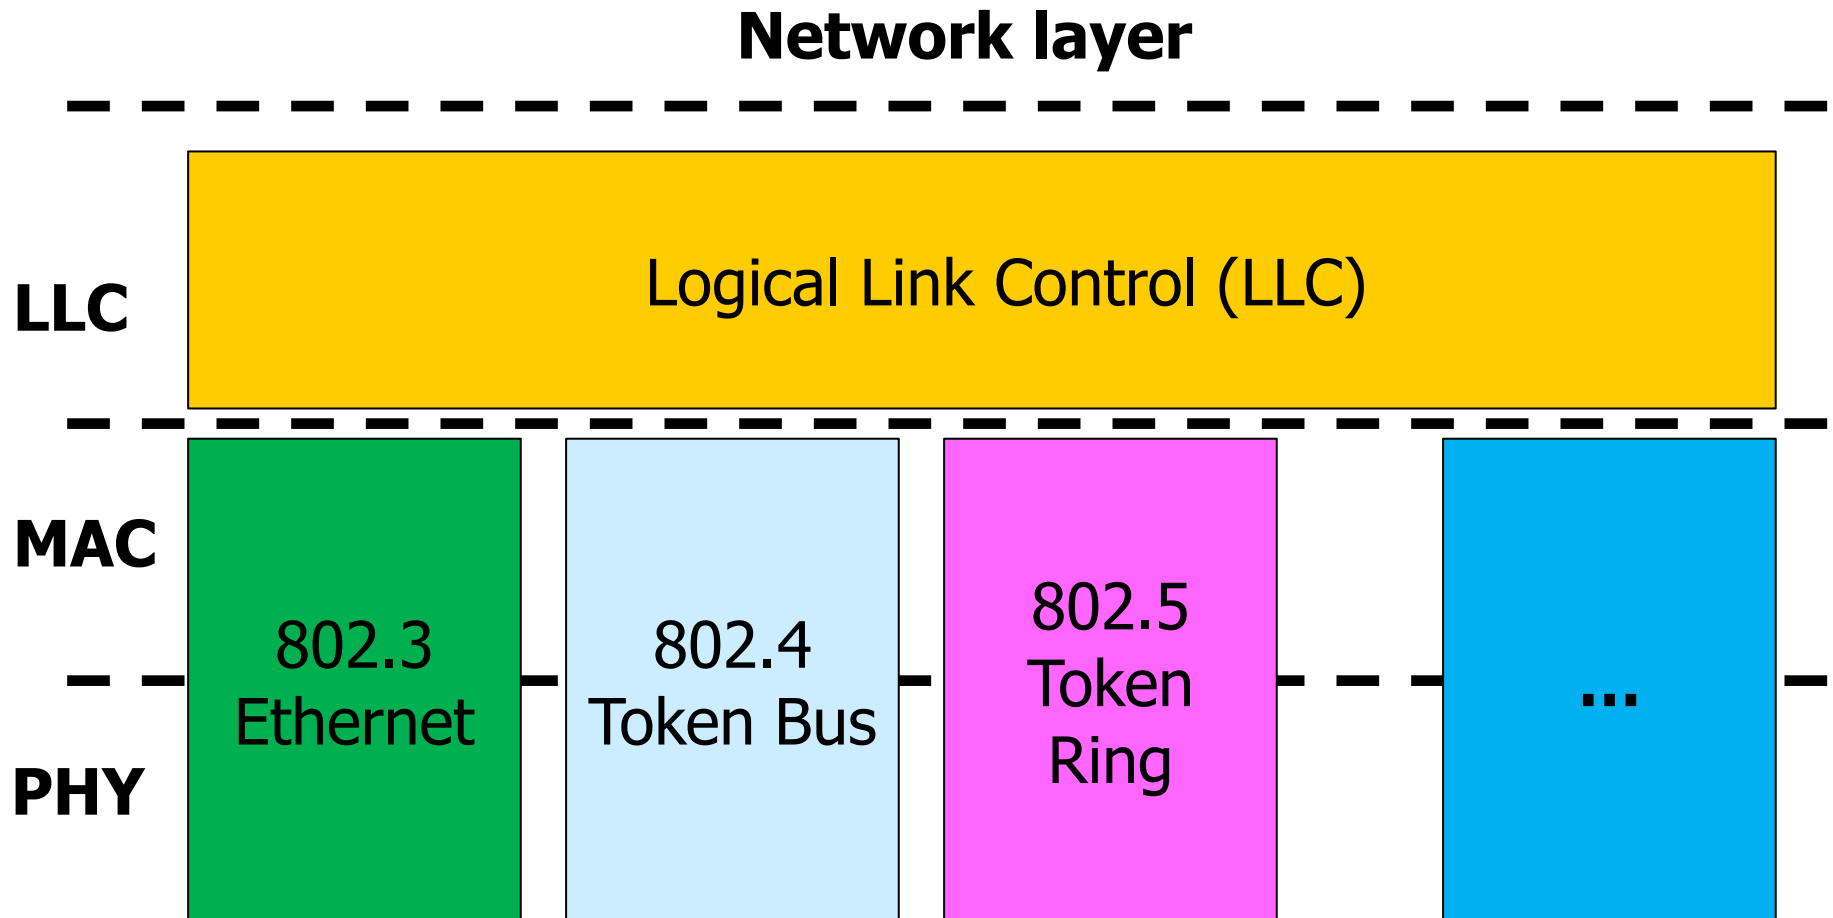 Network layer
LLC
Logical Link Control (LLC)
MAC
PHY
802.3
Ethernet
802.4
Token Bus
802.5
Token
Ring
...